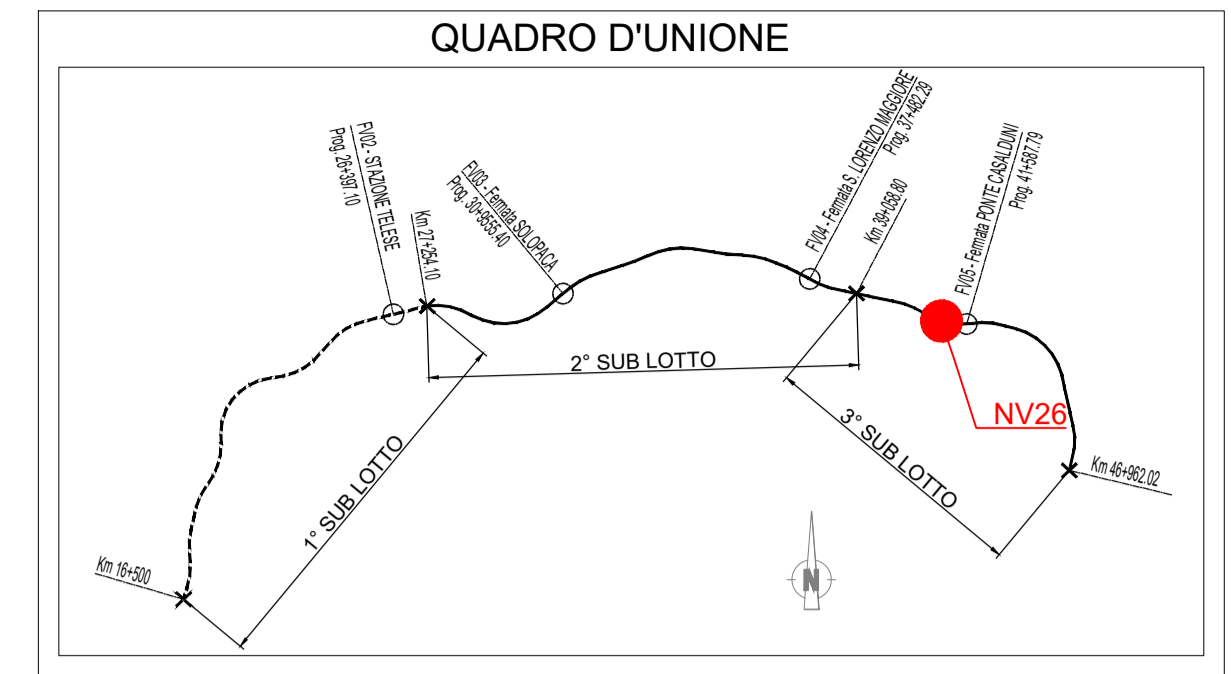 QUADRO D'UNIONE
FV02 - STAZIONE TELESE
Prog. 26+397.10
Km 27+254.10
FV03 - Fermata SOLOPACA
Prog. 30+9555.40
FV04 - Fermata S. LORENZO MAGGIORE
Prog. 37+482.29
Km 39+058.80
FV05 - Fermata PONTE CASALDUNI
Prog. 41+587.79
2° SUB LOTTO
NV26
1° SUB LOTTO
3° SUB LOTTO
Km 46+962.02
Km 16+500
N